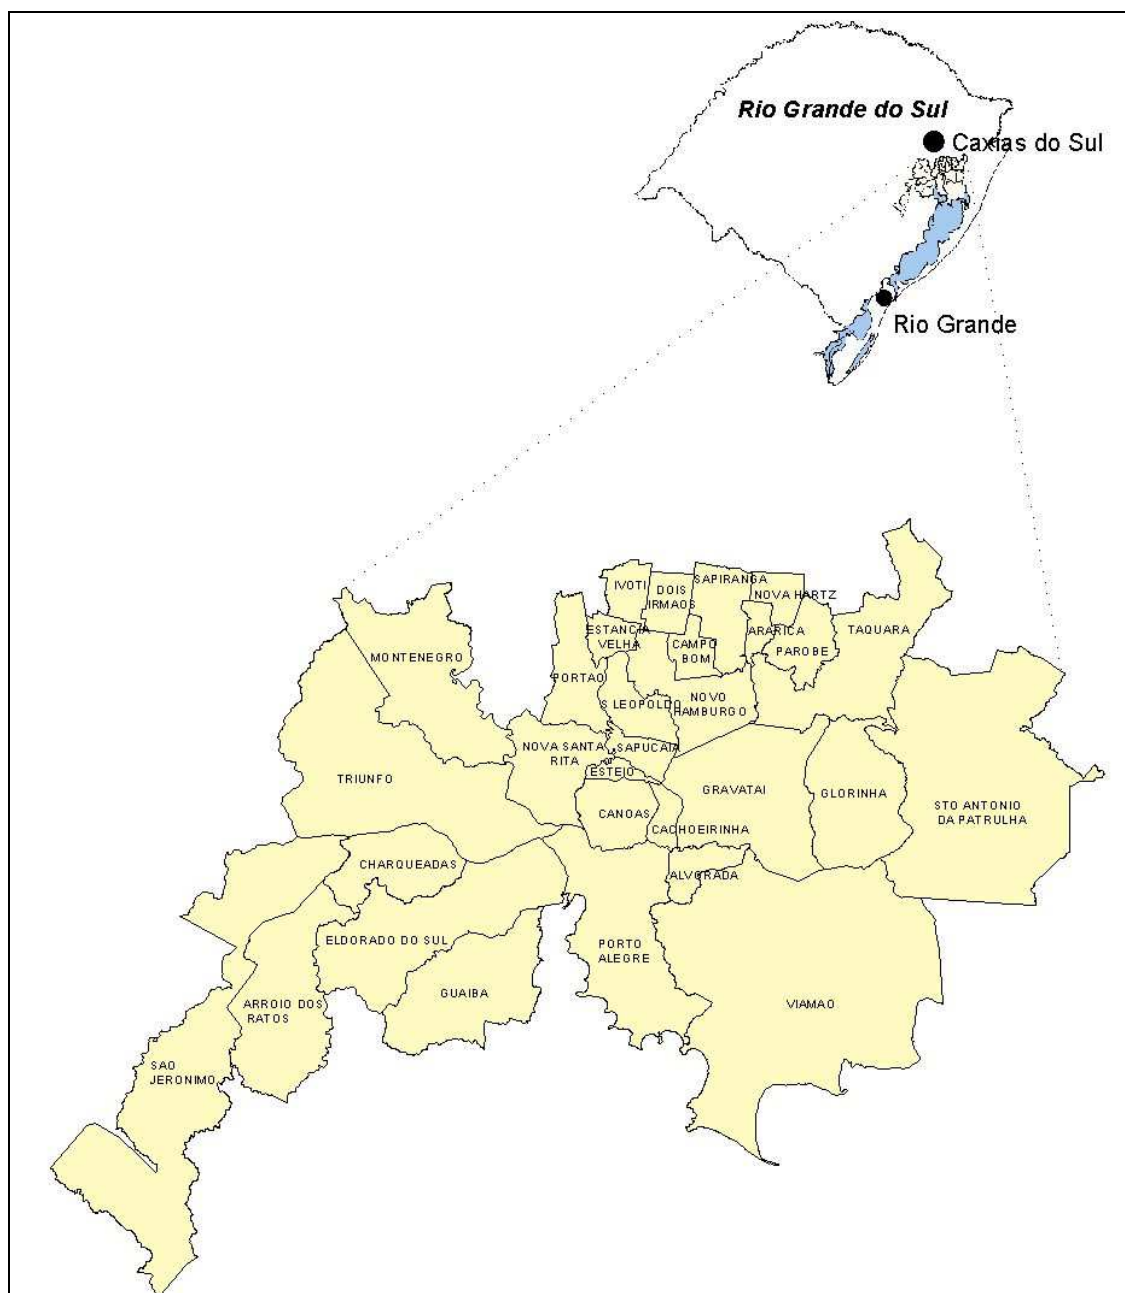 Rio Grande do Sul
Caxias do Sul
Rio Grande
IVOTI
DOIS
IRMAOS
SAPIRANGA
NOVA HARTZ
ESTANCIA
VELHA
CAMPO
BOM
ARARICA
PAROBE
TAQUARA
MONTENEGRO
PORTAO
S LEOPOLDO
NOVO
HAMBURGO
NOVA SANTA
RITA
SAPUCAIA
ESTEIO
TRIUNFO
CANOAS
GRAVATAI
GLORINHA
STO ANTONIO
DA PATRULHA
CACHOEIRINHA
CHARQUEADAS
ALVORADA
ELDORADO DO SUL
PORTO
ALEGRE
GUAIBA
ARROIO DOS
RATOS
VIAMAO
SAO
JERONIMO